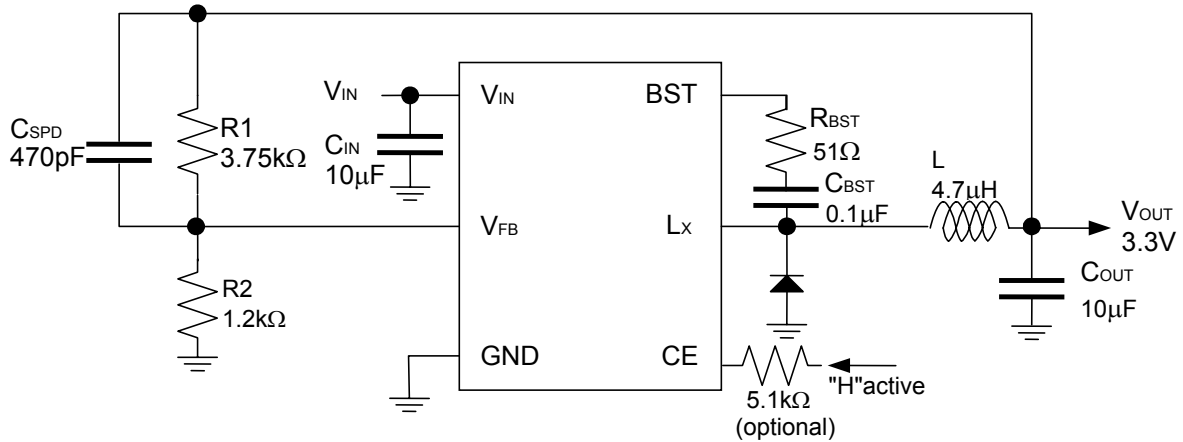 CSPD
470pF
R1
3.75kΩ
R2
1.2kΩ
VIN
CIN
10μF
VIN
BST
VFB
LX
GND
CE
RBST
51Ω
CBST
0.1μF
L
4.7μH
VOUT
3.3V
COUT
10μF
5.1kΩ
(optional)
"H"active